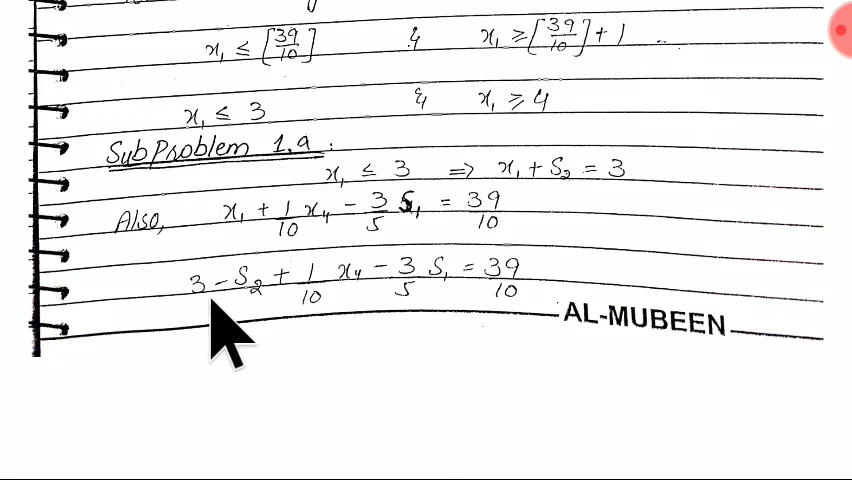 x₁ ≤ [39/10] & x₁ ≥ [39/10] + 1
x₁ ≤ 3 & x₁ ≥ 4
SubProblem 1.a :
x₁ ≤ 3 ⇒ x₁ + S₂ = 3
Also, x₁ + 1/10 x₄ − 3/5 S₁ = 39/10
3 − S₂ + 1/10 x₄ − 3/5 S₁ = 39/10
AL-MUBEEN